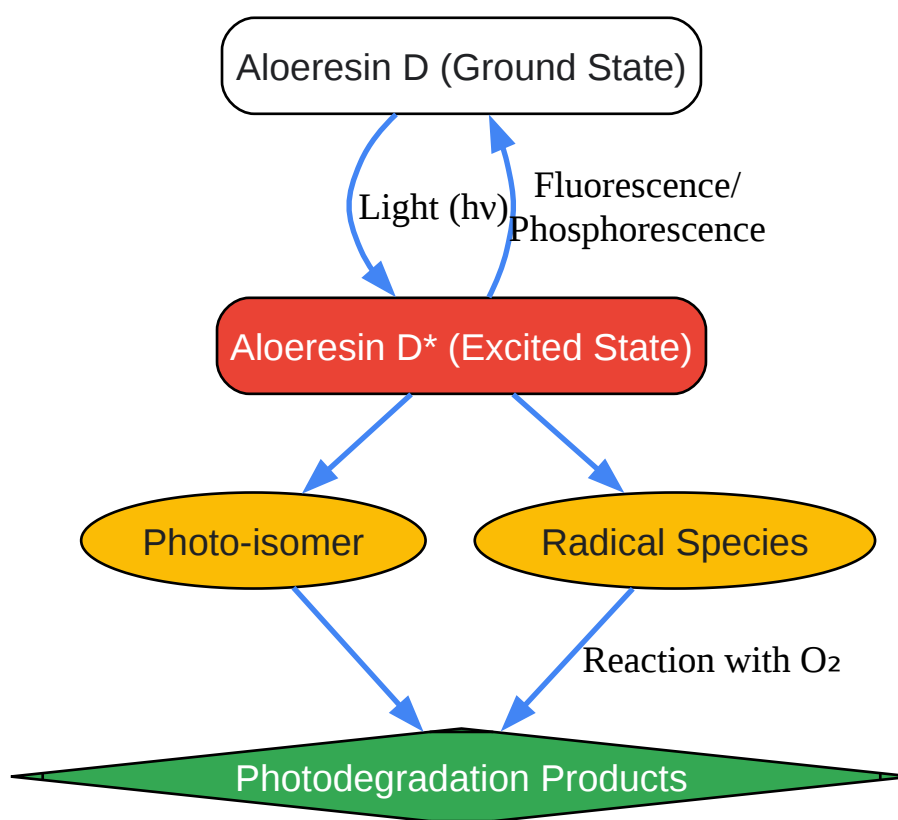 Aloeresin D (Ground State)
Light (hν)
Fluorescence/
Phosphorescence
Aloeresin D* (Excited State)
Photo-isomer
Radical Species
Reaction with O₂
Photodegradation Products